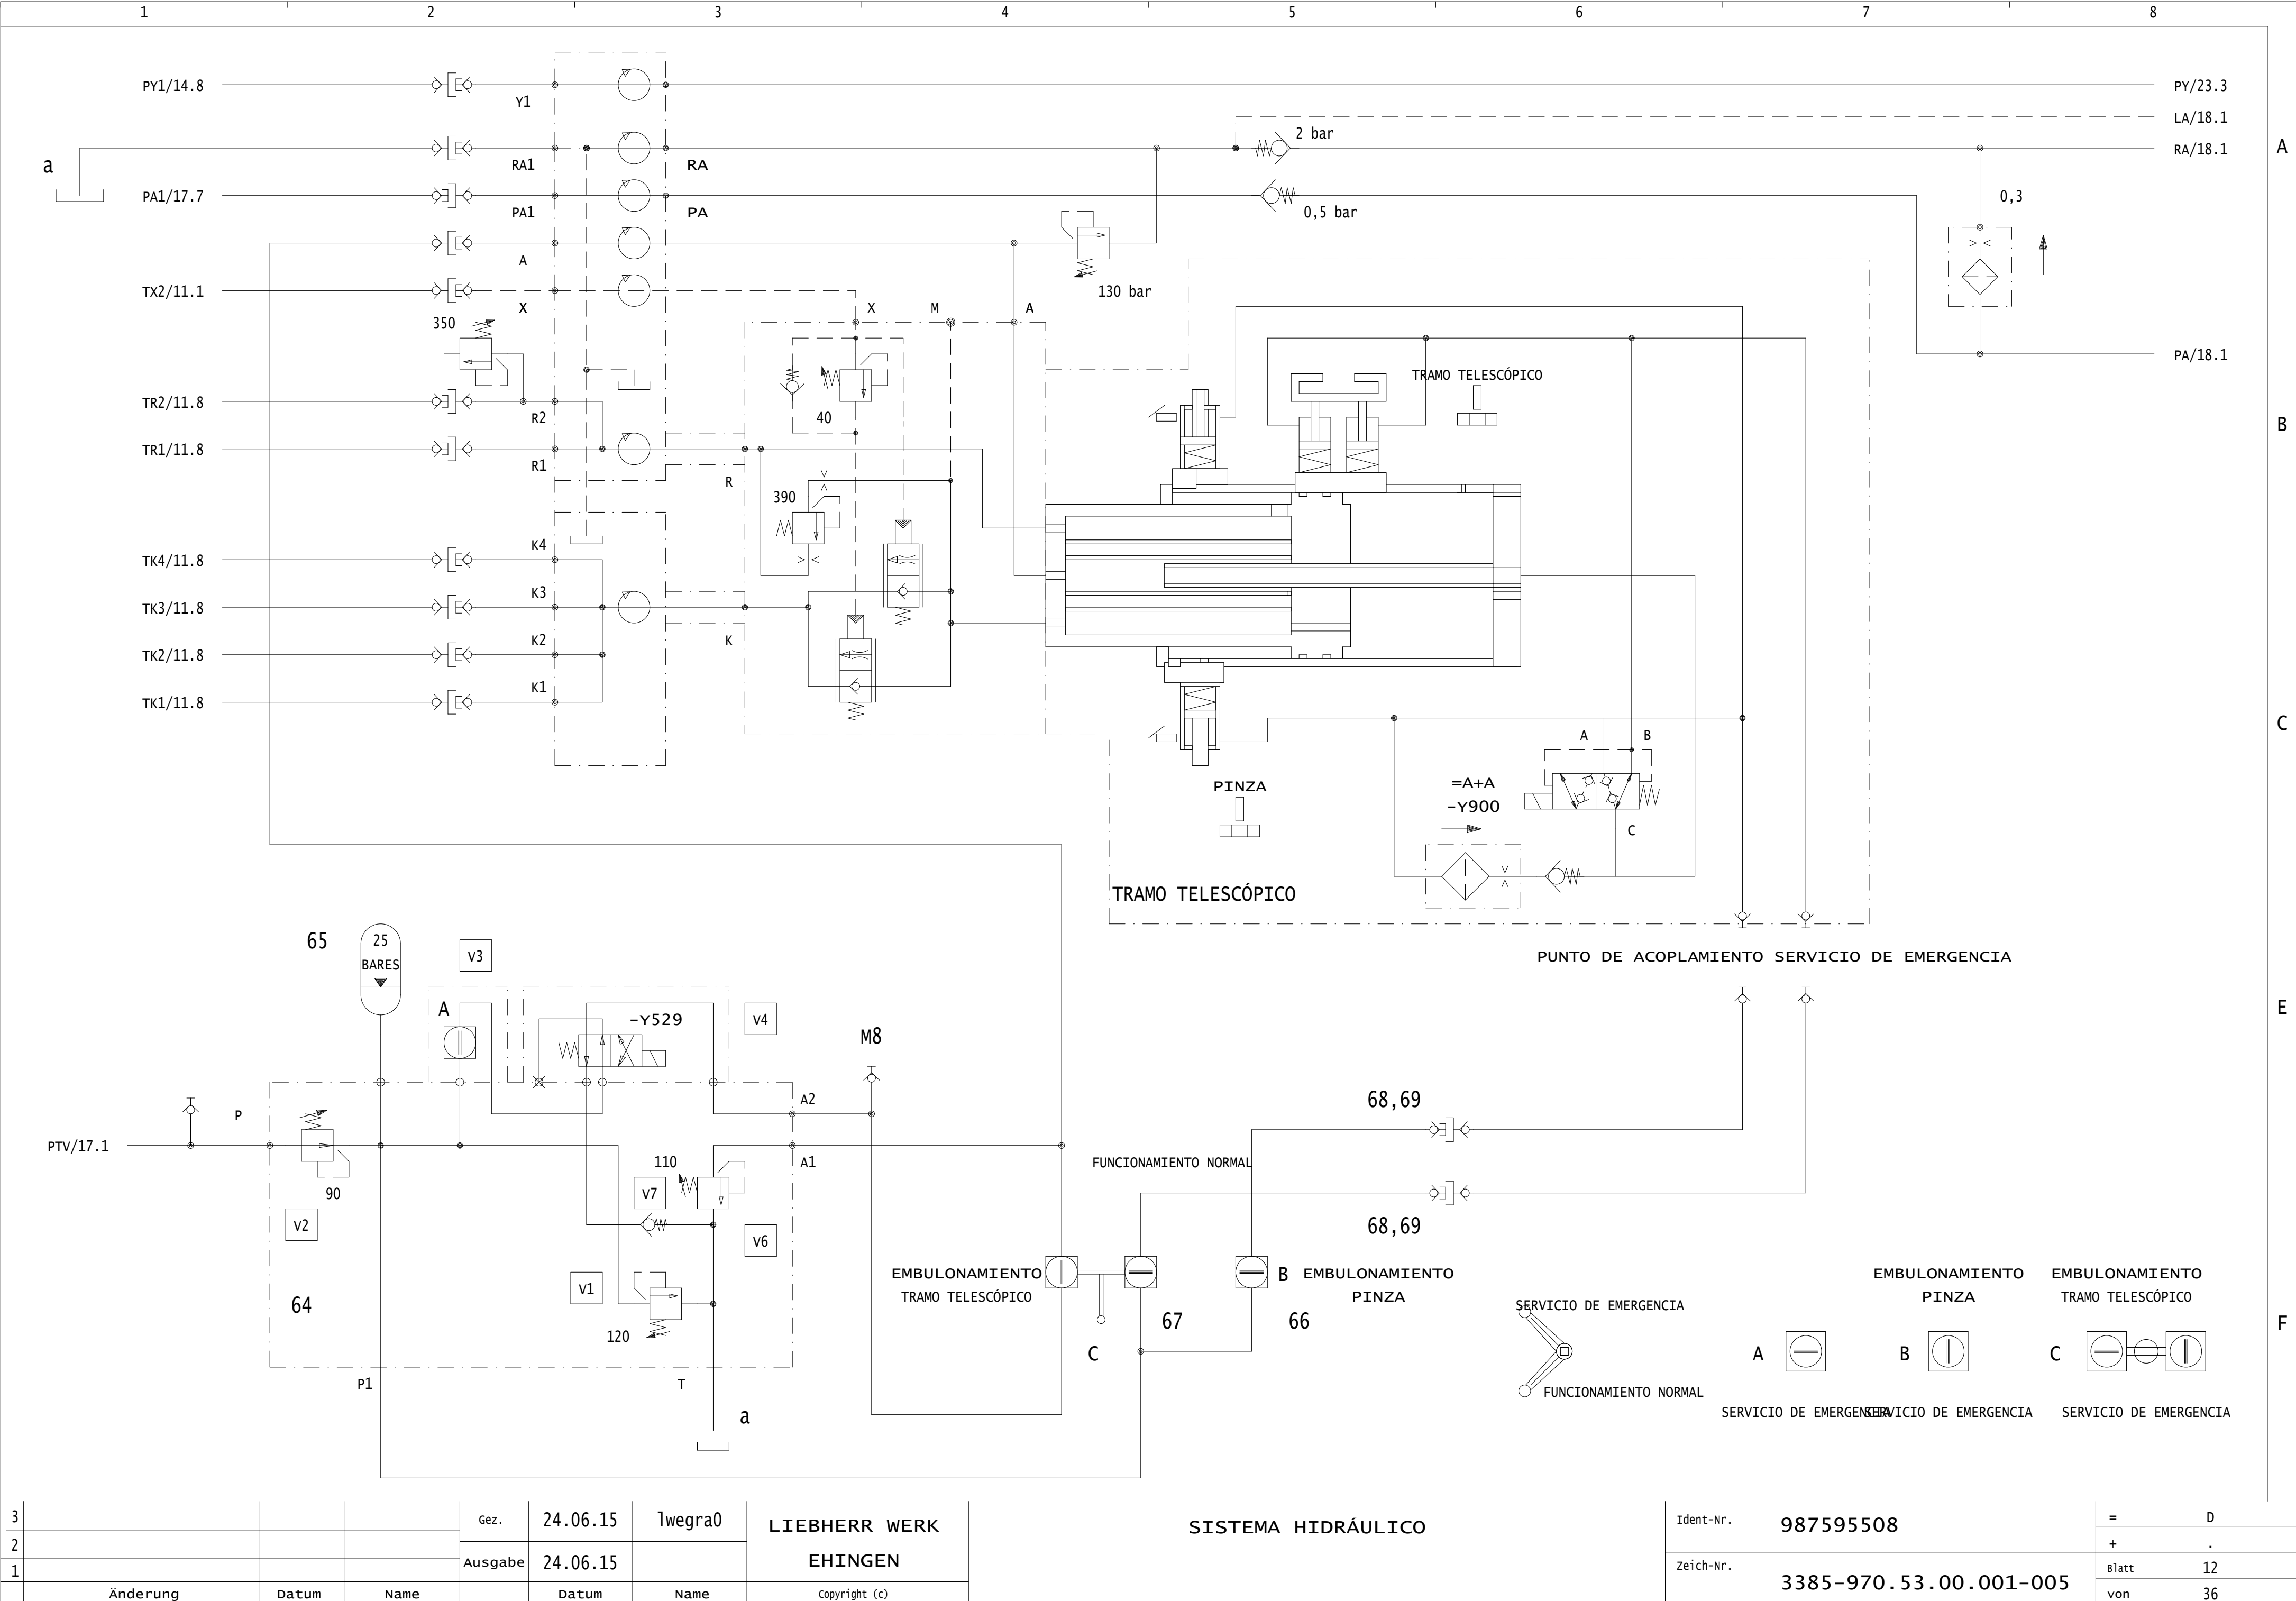 1 2 3 4 5 6 7 8
PY1/14.8
Y1
PY/23.3
LA/18.1
2 bar
A
a
RA1
RA
RA/18.1
PA1/17.7
PA1
PA
0,5 bar
0,3
A
130 bar
TX2/11.1
X
X
M
A
350
PA/18.1
TRAMO TELESCÓPICO
TR2/11.8
R2
40
B
TR1/11.8
R1
R
390
K4
TK4/11.8
K3
TK3/11.8
K2
K
TK2/11.8
K1
TK1/11.8
C
A
B
PINZA
=A+A
-Y900
C
TRAMO TELESCÓPICO
65
25
BARES
V3
PUNTO DE ACOPLAMIENTO SERVICIO DE EMERGENCIA
A
-Y529
V4
M8
E
68,69
A2
P
PTV/17.1
110
A1
FUNCIONAMIENTO NORMAL
90
V7
V2
V6
68,69
V1
EMBULONAMIENTO
TRAMO TELESCÓPICO
B
EMBULONAMIENTO
PINZA
EMBULONAMIENTO
PINZA
EMBULONAMIENTO
TRAMO TELESCÓPICO
64
120
67
66
SERVICIO DE EMERGENCIA
F
C
A
B
C
P1
T
FUNCIONAMIENTO NORMAL
a
SERVICIO DE EMERGENCIA
SERVICIO DE EMERGENCIA
SERVICIO DE EMERGENCIA
3
2
1
Änderung
Datum
Name
Gez.
24.06.15
lwegra0
Ausgabe
24.06.15
Datum
Name
LIEBHERR WERK
EHINGEN
Copyright (c)
SISTEMA HIDRÁULICO
Ident-Nr.
987595508
Zeich-Nr.
3385-970.53.00.001-005
= D
+ .
Blatt 12
von 36